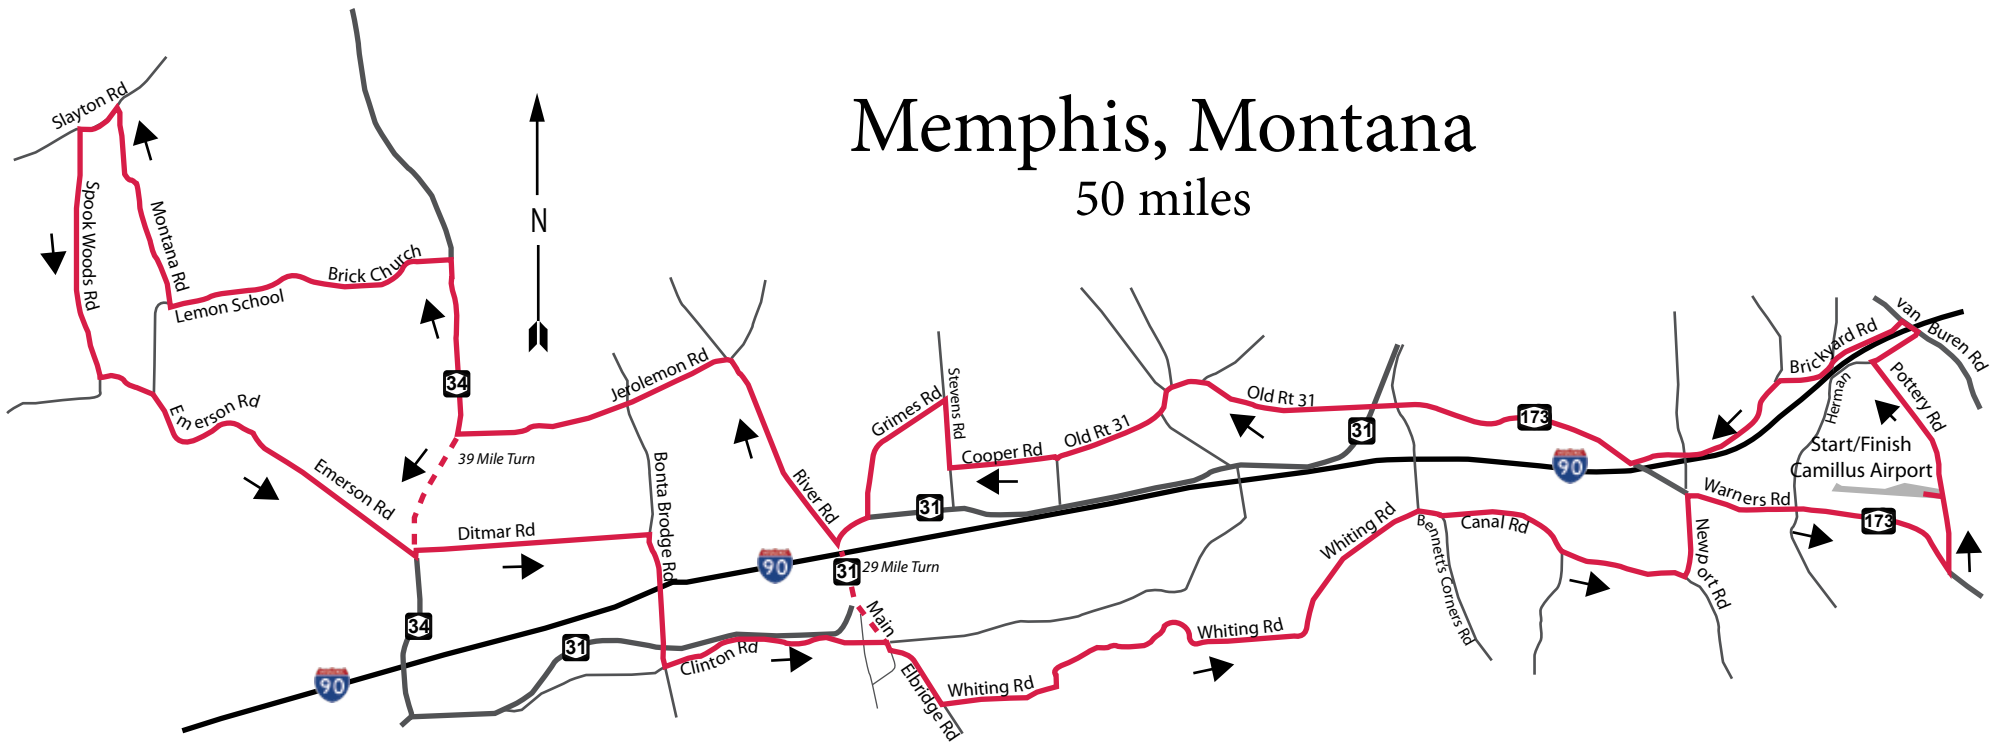 Memphis, Montana
50 miles
Slayton Rd
Spook Woods Rd
Montana Rd
Lemon School
Brick Church
N
34
39 Mile Turn
Emerson Rd
Emerson Rd
Ditmar Rd
34
90
31
Bonta Brodge Rd
Jerolemon Rd
River Rd
90
31
29 Mile Turn
Main
Clinton Rd
Elbridge Rd
Whiting Rd
Whiting Rd
Whiting Rd
Grimes Rd
Stevens Rd
Cooper Rd
Old Rt 31
31
Old Rt 31
31
173
90
Bennett's Corners Rd
Canal Rd
Newport Rd
Warners Rd
173
Brickyard Rd
Herman
van Buren Rd
Pottery Rd
Start/Finish
Camillus Airport